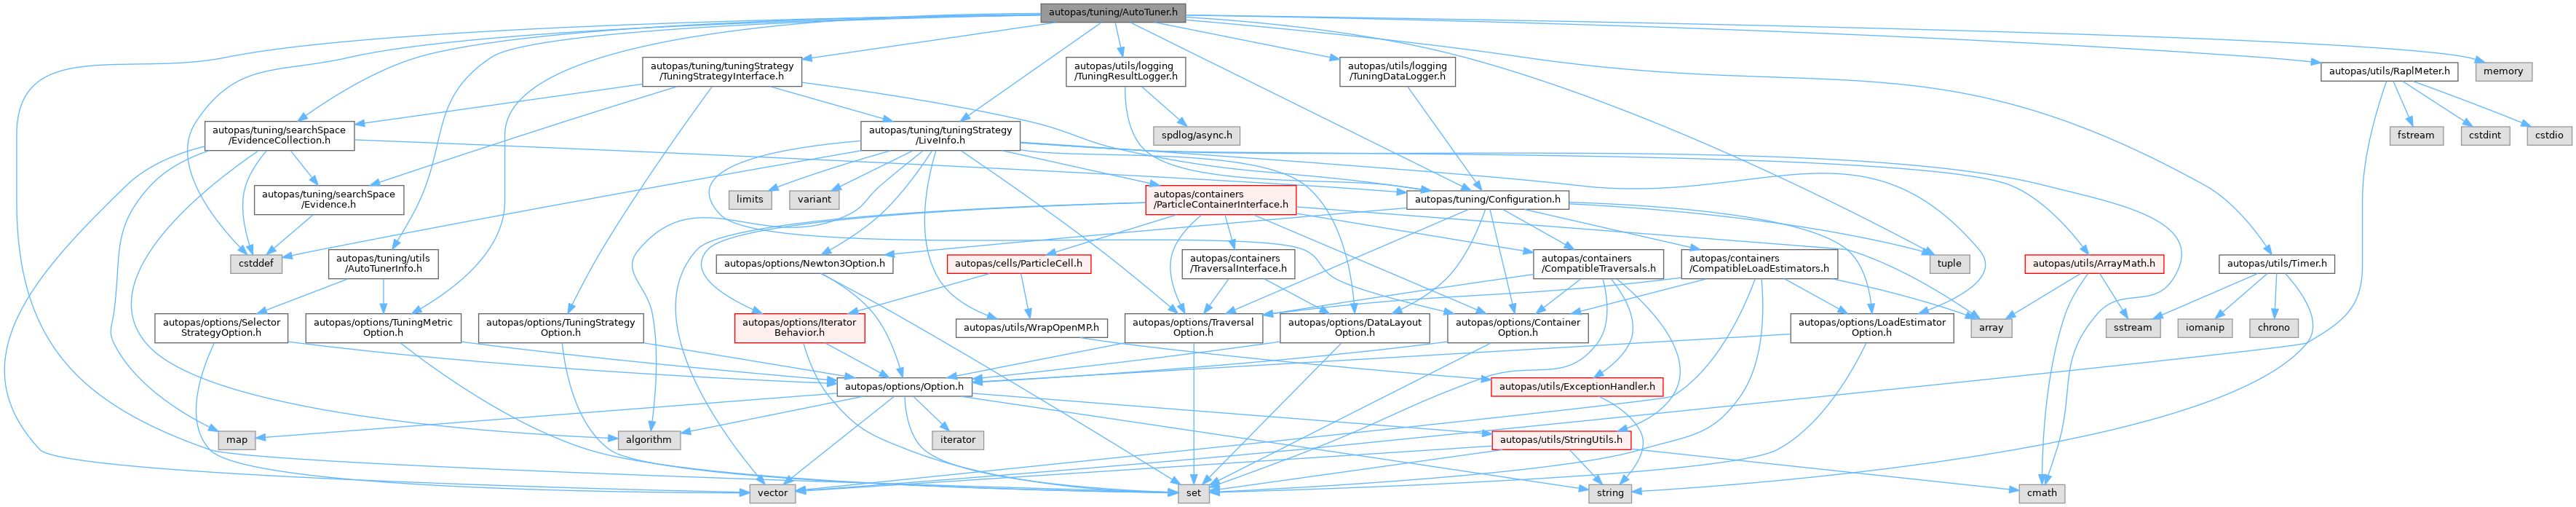 autopas/tuning/AutoTuner.h
autopas/tuning/tuningStrategy
/TuningStrategyInterface.h
autopas/utils/logging
/TuningResultLogger.h
autopas/utils/logging
/TuningDataLogger.h
autopas/utils/RaplMeter.h
memory
autopas/tuning/searchSpace
/EvidenceCollection.h
autopas/tuning/tuningStrategy
/LiveInfo.h
spdlog/async.h
fstream
cstdint
cstdio
autopas/tuning/searchSpace
/Evidence.h
limits
variant
autopas/containers
/ParticleContainerInterface.h
autopas/tuning/Configuration.h
cstddef
autopas/tuning/utils
/AutoTunerInfo.h
autopas/options/Newton3Option.h
autopas/cells/ParticleCell.h
autopas/containers
/TraversalInterface.h
autopas/containers
/CompatibleTraversals.h
autopas/containers
/CompatibleLoadEstimators.h
tuple
autopas/utils/ArrayMath.h
autopas/utils/Timer.h
autopas/options/Selector
StrategyOption.h
autopas/options/TuningMetric
Option.h
autopas/options/TuningStrategy
Option.h
autopas/options/Iterator
Behavior.h
autopas/utils/WrapOpenMP.h
autopas/options/Traversal
Option.h
autopas/options/DataLayout
Option.h
autopas/options/Container
Option.h
autopas/options/LoadEstimator
Option.h
array
sstream
iomanip
chrono
autopas/options/Option.h
autopas/utils/ExceptionHandler.h
map
algorithm
iterator
autopas/utils/StringUtils.h
vector
set
string
cmath